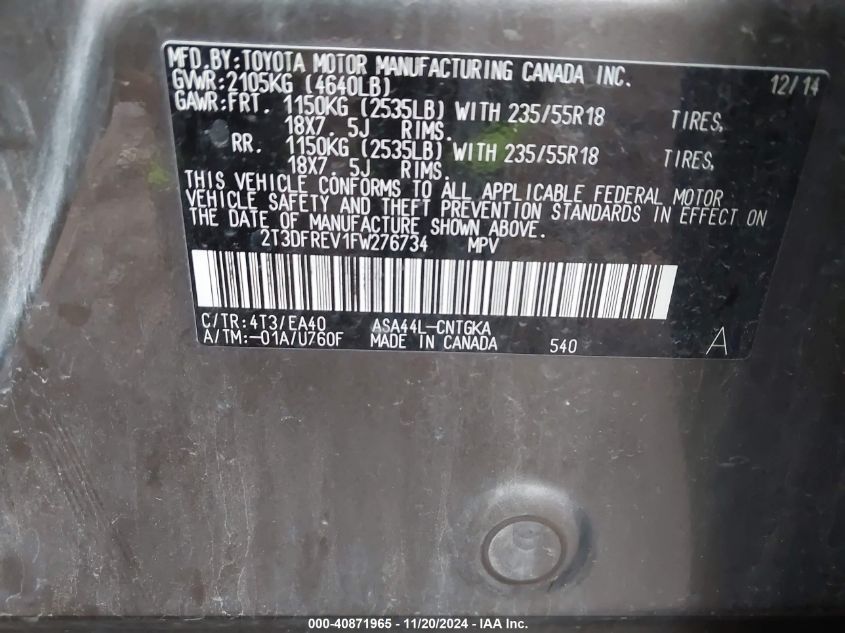 MFD.BY:TOYOTA MOTOR MANUFACTURING CANADA INC. 12/14
GVWR:2105KG (4640LB)
GAWR:FRT. 1150KG (2535LB) WITH 235/55R18 TIRES,
18X7. 5J RIMS.
RR. 1150KG (2535LB) WITH 235/55R18 TIRES,
18X7. 5J RIMS.
THIS VEHICLE CONFORMS TO ALL APPLICABLE FEDERAL MOTOR
VEHICLE SAFETY AND THEFT PREVENTION STANDARDS IN EFFECT ON
THE DATE OF MANUFACTURE SHOWN ABOVE.
2T3DFREV1FW276734 MPV
C/TR:4T3/EA40 ASA44L-CNTGKA
A/TM:-01A/U760F MADE IN CANADA 540 A
000-40871965 - 11/20/2024 - IAA Inc.